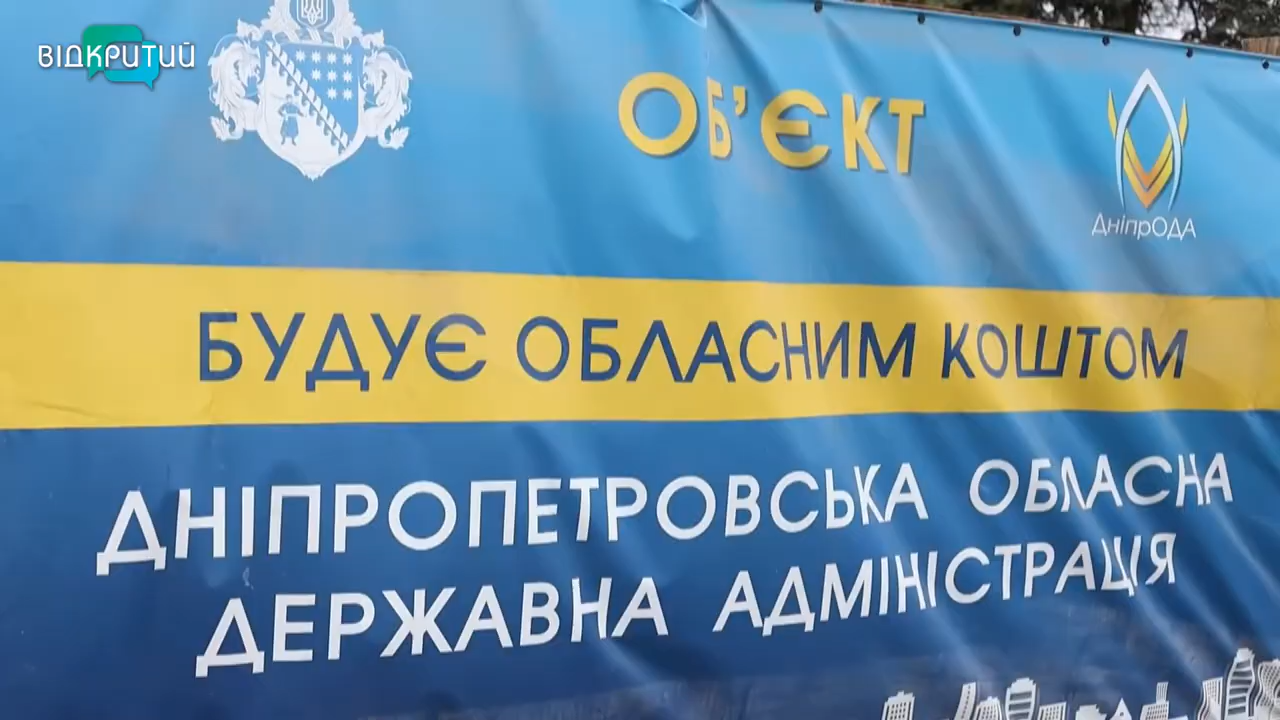 ВІДКРИТИЙ
ОБ'ЄКТ
ДніпрОДА
БУДУЄ ОБЛАСНИМ КОШТОМ
ДНІПРОПЕТРОВСЬКА ОБЛАСНА
ДЕРЖАВНА АДМІНІСТРАЦІЯ